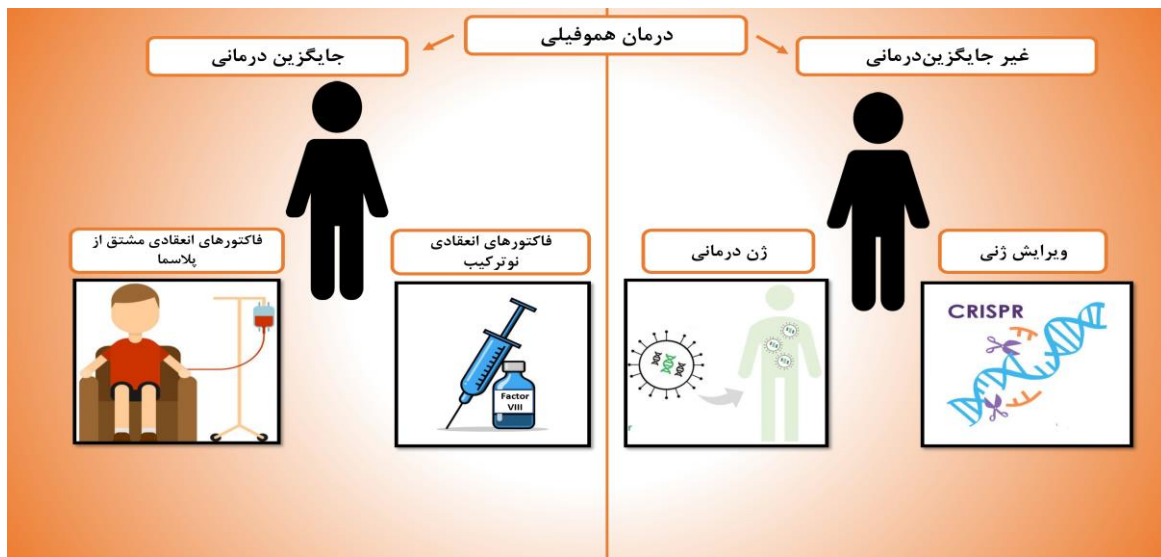 درمان هموفیلی
غیر جایگزین‌درمانی
جایگزین درمانی
ویرایش ژنی
ژن درمانی
فاکتورهای انعقادی
نوترکیب
فاکتورهای انعقادی مشتق از
پلاسما
CRISPR
Factor
VIII